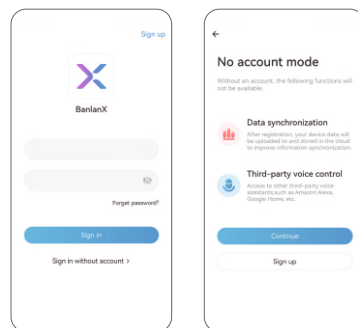 Sign up
BanlanX
Forget password?
Sign in
Sign in without account >
No account mode
Without an account, the following functions will
not be available.
Data synchronization
After registration, your device data will
be uploaded to and stored in the cloud
to improve information synchronization.
Third-party voice control
Access to other third-party voice
assistants,such as Amazon Alexa,
Google Home, etc.
Continue
Sign up